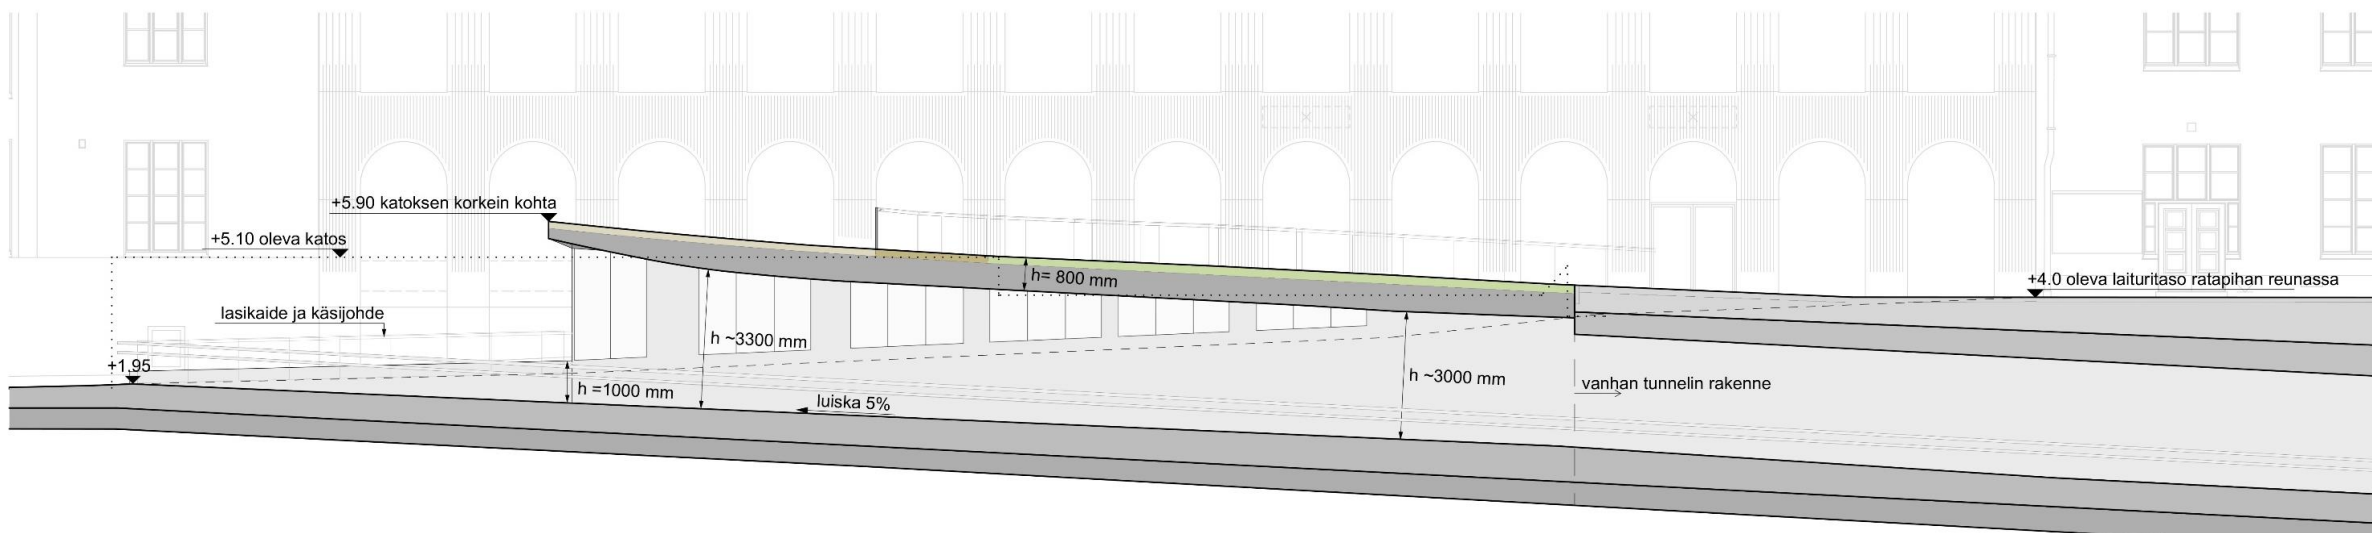 +5.90 katoksen korkein kohta
+5.10 oleva katos
+4.0 oleva laituritaso ratapihan reunassa
h= 800 mm
lasikaide ja käsijohde
h ~3300 mm
+1.95
h =1000 mm
h ~3000 mm
vanhan tunnelin rakenne
luiska 5%